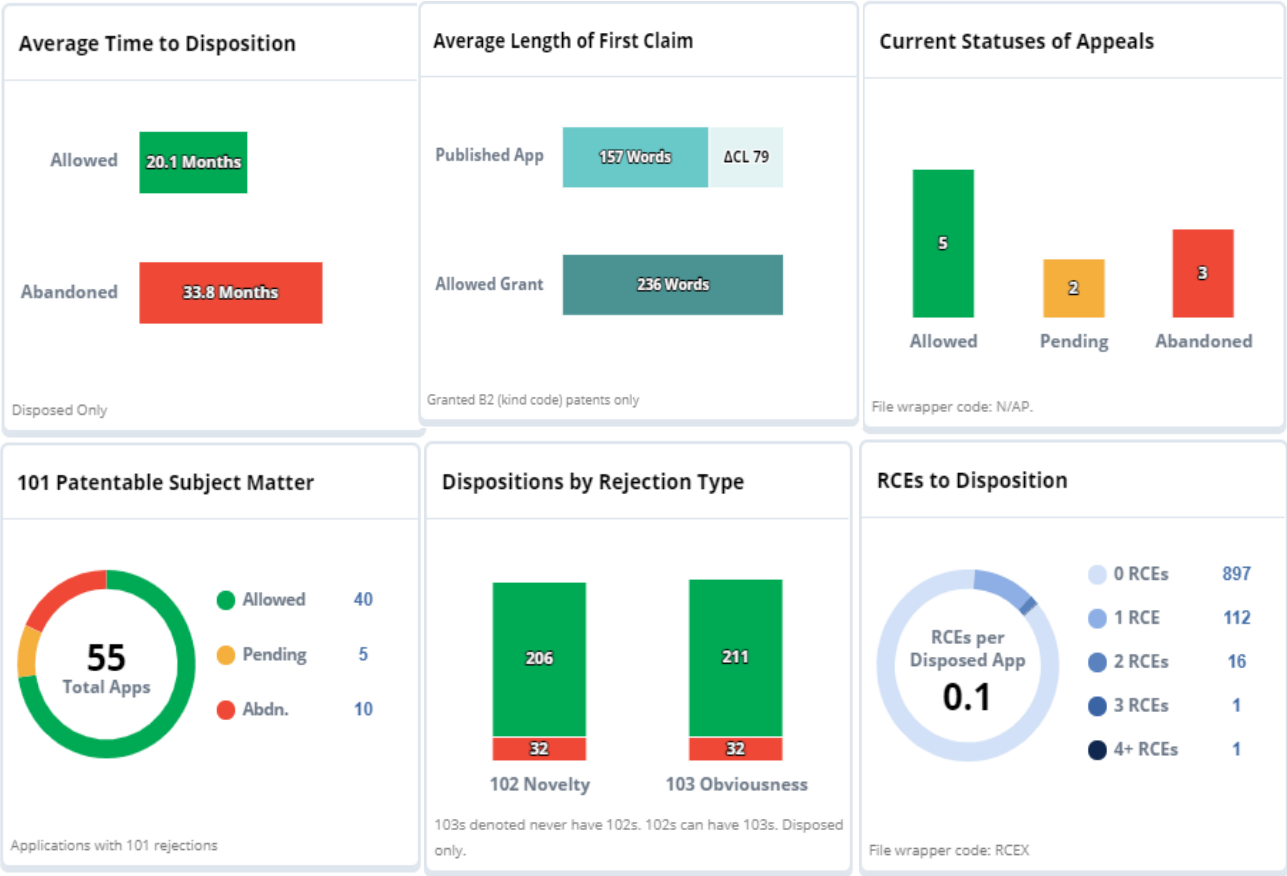 Average Time to Disposition
Allowed
20.1 Months
Abandoned
33.8 Months
Disposed Only
Average Length of First Claim
Published App
157 Words
ΔCL 79
Allowed Grant
236 Words
Granted B2 (kind code) patents only
Current Statuses of Appeals
5
2
3
Allowed
Pending
Abandoned
File wrapper code: N/AP.
101 Patentable Subject Matter
55
Total Apps
Allowed 40
Pending 5
Abdn. 10
Applications with 101 rejections
Dispositions by Rejection Type
206
211
32
32
102 Novelty
103 Obviousness
103s denoted never have 102s. 102s can have 103s. Disposed
only.
RCEs to Disposition
RCEs per
Disposed App
0.1
0 RCEs 897
1 RCE 112
2 RCEs 16
3 RCEs 1
4+ RCEs 1
File wrapper code: RCEX